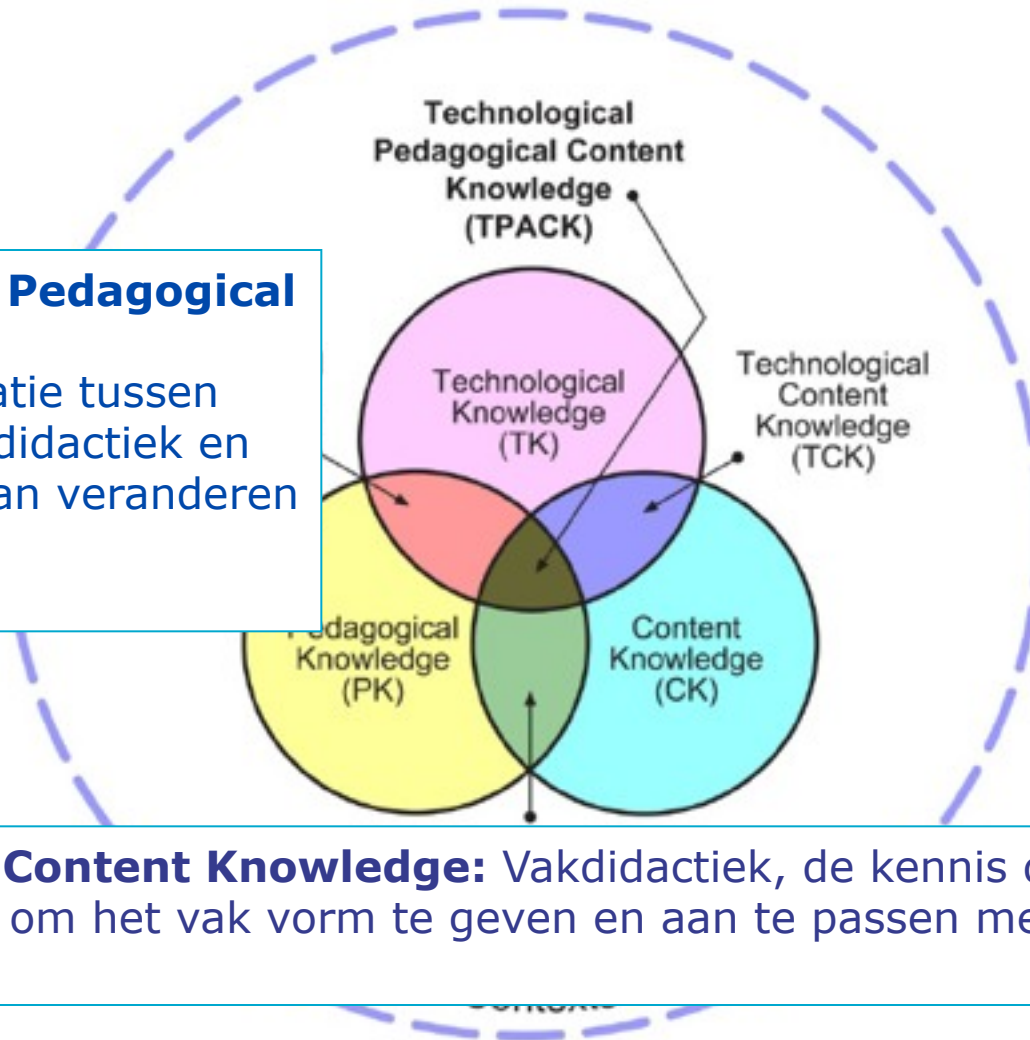 Technological
Pedagogical Content
Knowledge
(TPACK)
Pedagogical
atie tussen
didactiek en
an veranderen
Technological
Knowledge
(TK)
Technological
Content
Knowledge
(TCK)
Pedagogical
Knowledge
(PK)
Content
Knowledge
(CK)
Content Knowledge: Vakdidactiek, de kennis
om het vak vorm te geven en aan te passen me